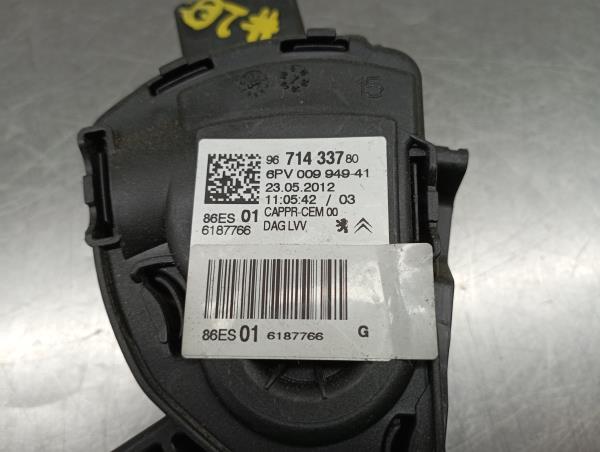 *20
15
96 714 337 80
6PV 009 949-41
23.05.2012
11:05:42 / 03
86ES 01 CAPPR-CEM 00
6187766 DAG LVV
86ES 01 6187766 G